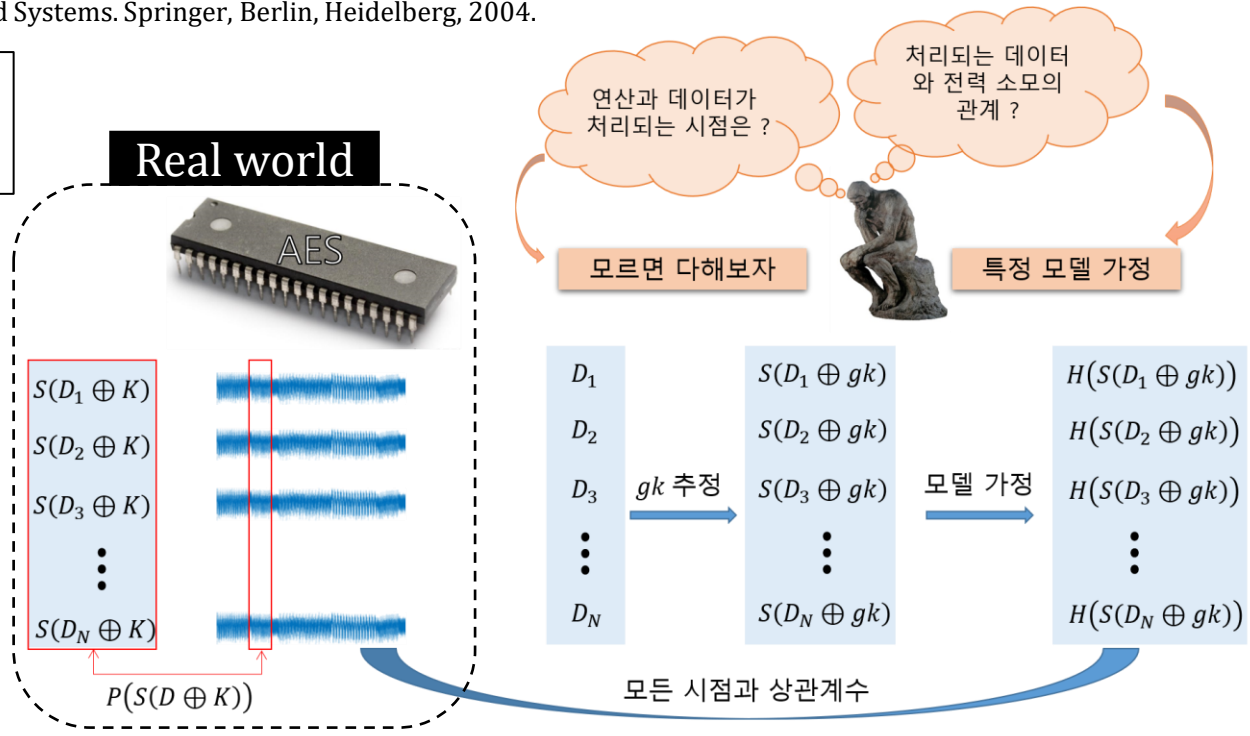 d Systems. Springer, Berlin, Heidelberg, 2004.
연산과 데이터가
처리되는 시점은 ?
처리되는 데이터
와 전력 소모의
관계 ?
Real world
AES
모르면 다해보자
특정 모델 가정
S(D₁ ⊕ K)
S(D₂ ⊕ K)
S(D₃ ⊕ K)
⋮
S(D_N ⊕ K)
P(S(D ⊕ K))
D₁
D₂
D₃
⋮
D_N
gk 추정
S(D₁ ⊕ gk)
S(D₂ ⊕ gk)
S(D₃ ⊕ gk)
⋮
S(D_N ⊕ gk)
모델 가정
H(S(D₁ ⊕ gk))
H(S(D₂ ⊕ gk))
H(S(D₃ ⊕ gk))
⋮
H(S(D_N ⊕ gk))
모든 시점과 상관계수